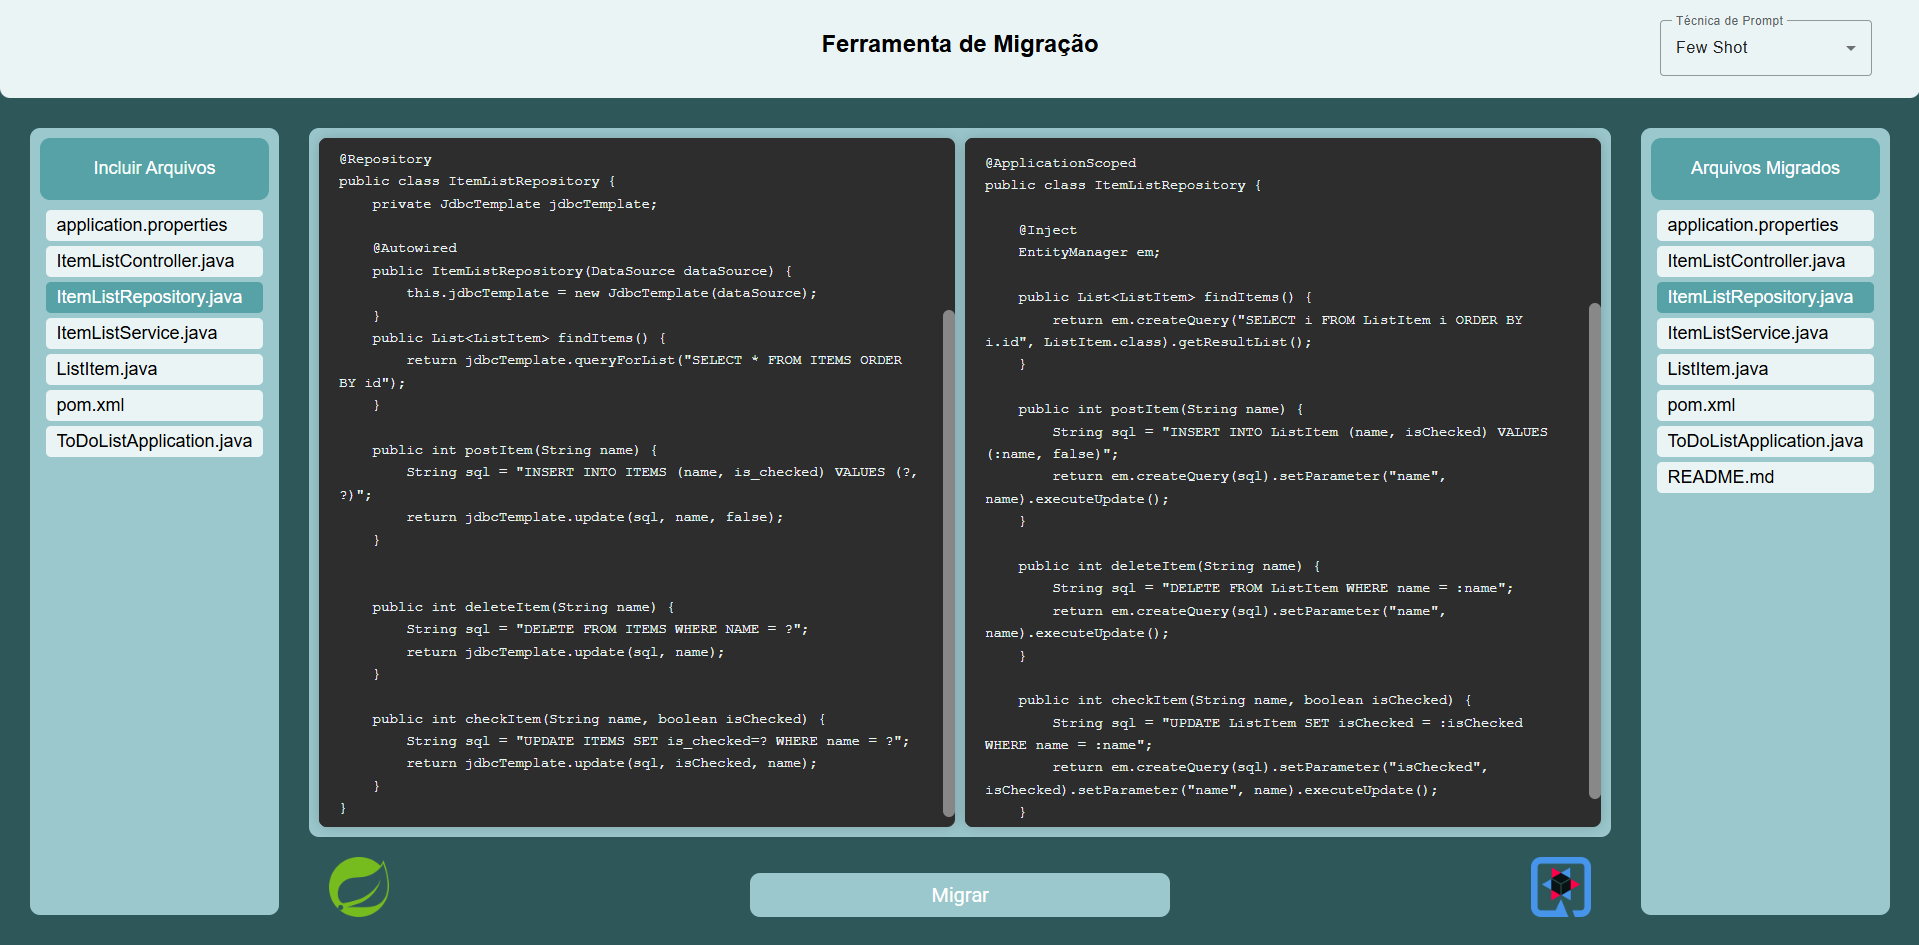 Ferramenta de Migração
Técnica de Prompt
Few Shot
Incluir Arquivos
application.properties
ItemListController.java
ItemListRepository.java
ItemListService.java
ListItem.java
pom.xml
ToDoListApplication.java
@Repository
public class ItemListRepository {
    private JdbcTemplate jdbcTemplate;
    @Autowired
    public ItemListRepository(DataSource dataSource) {
        this.jdbcTemplate = new JdbcTemplate(dataSource);
    }
    public List<ListItem> findItems() {
        return jdbcTemplate.queryForList("SELECT * FROM ITEMS ORDER
BY id");
    }
    public int postItem(String name) {
        String sql = "INSERT INTO ITEMS (name, is_checked) VALUES (?,
?)";
        return jdbcTemplate.update(sql, name, false);
    }
    public int deleteItem(String name) {
        String sql = "DELETE FROM ITEMS WHERE NAME = ?";
        return jdbcTemplate.update(sql, name);
    }
    public int checkItem(String name, boolean isChecked) {
        String sql = "UPDATE ITEMS SET is_checked=? WHERE name = ?";
        return jdbcTemplate.update(sql, isChecked, name);
    }
}
@ApplicationScoped
public class ItemListRepository {
    @Inject
    EntityManager em;
    public List<ListItem> findItems() {
        return em.createQuery("SELECT i FROM ListItem i ORDER BY
i.id", ListItem.class).getResultList();
    }
    public int postItem(String name) {
        String sql = "INSERT INTO ListItem (name, isChecked) VALUES
(:name, false)";
        return em.createQuery(sql).setParameter("name",
name).executeUpdate();
    }
    public int deleteItem(String name) {
        String sql = "DELETE FROM ListItem WHERE name = :name";
        return em.createQuery(sql).setParameter("name",
name).executeUpdate();
    }
    public int checkItem(String name, boolean isChecked) {
        String sql = "UPDATE ListItem SET isChecked = :isChecked
WHERE name = :name";
        return em.createQuery(sql).setParameter("isChecked",
isChecked).setParameter("name", name).executeUpdate();
    }
Arquivos Migrados
application.properties
ItemListController.java
ItemListRepository.java
ItemListService.java
ListItem.java
pom.xml
ToDoListApplication.java
README.md
Migrar